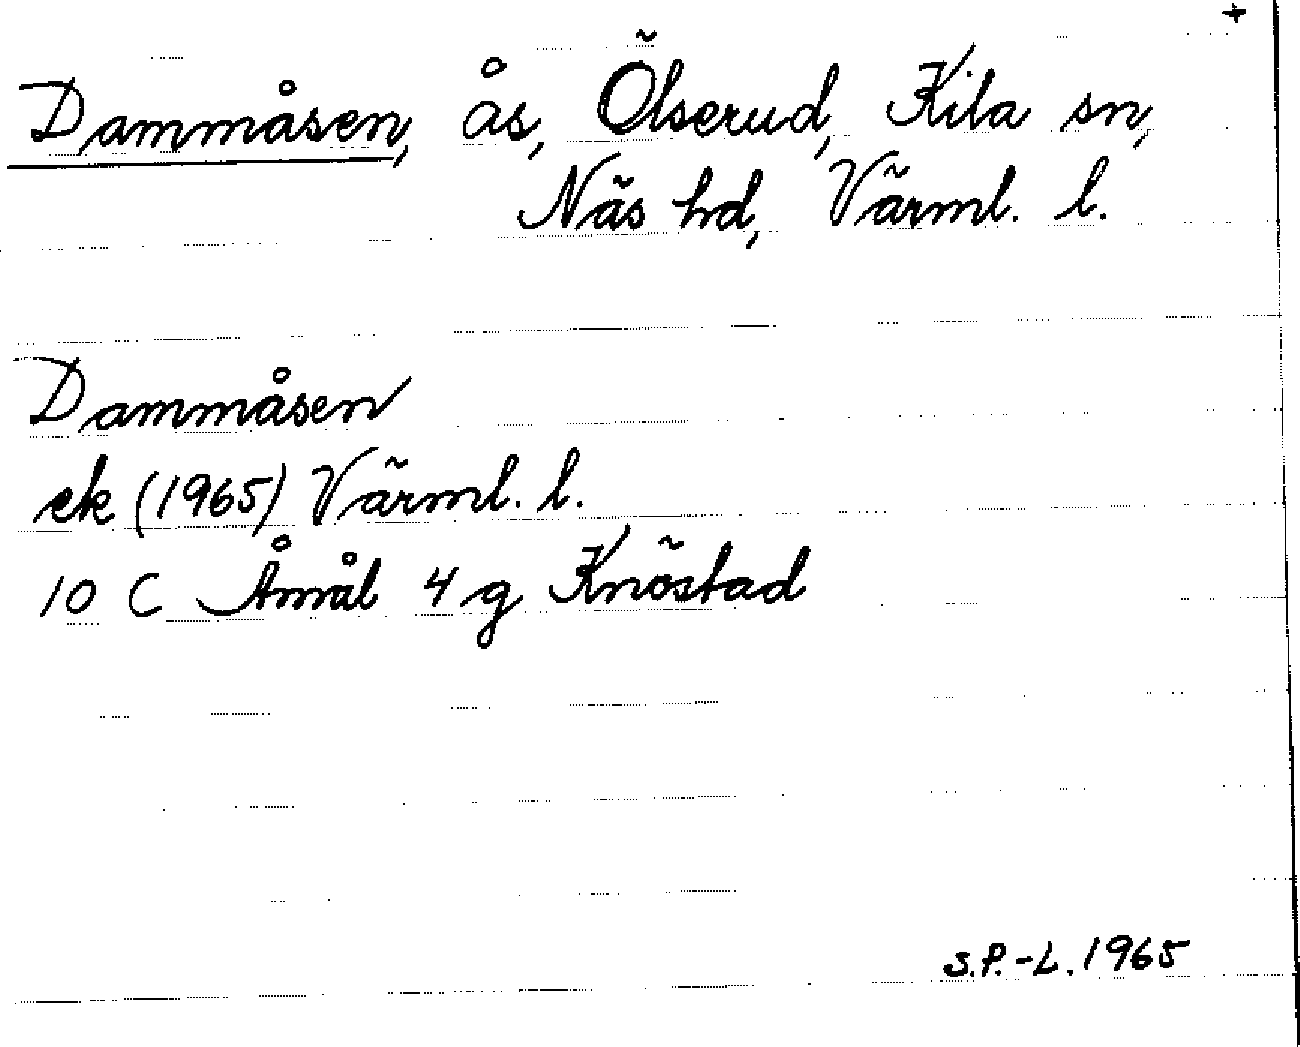 +
Dammåsen, ås, Ölserud, Kila sn,
Näs hd, Värml. l.
Dammåsen
ek (1965) Värml. l.
10 C Åmål 4 g Knöstad
S.P.-L. 1965